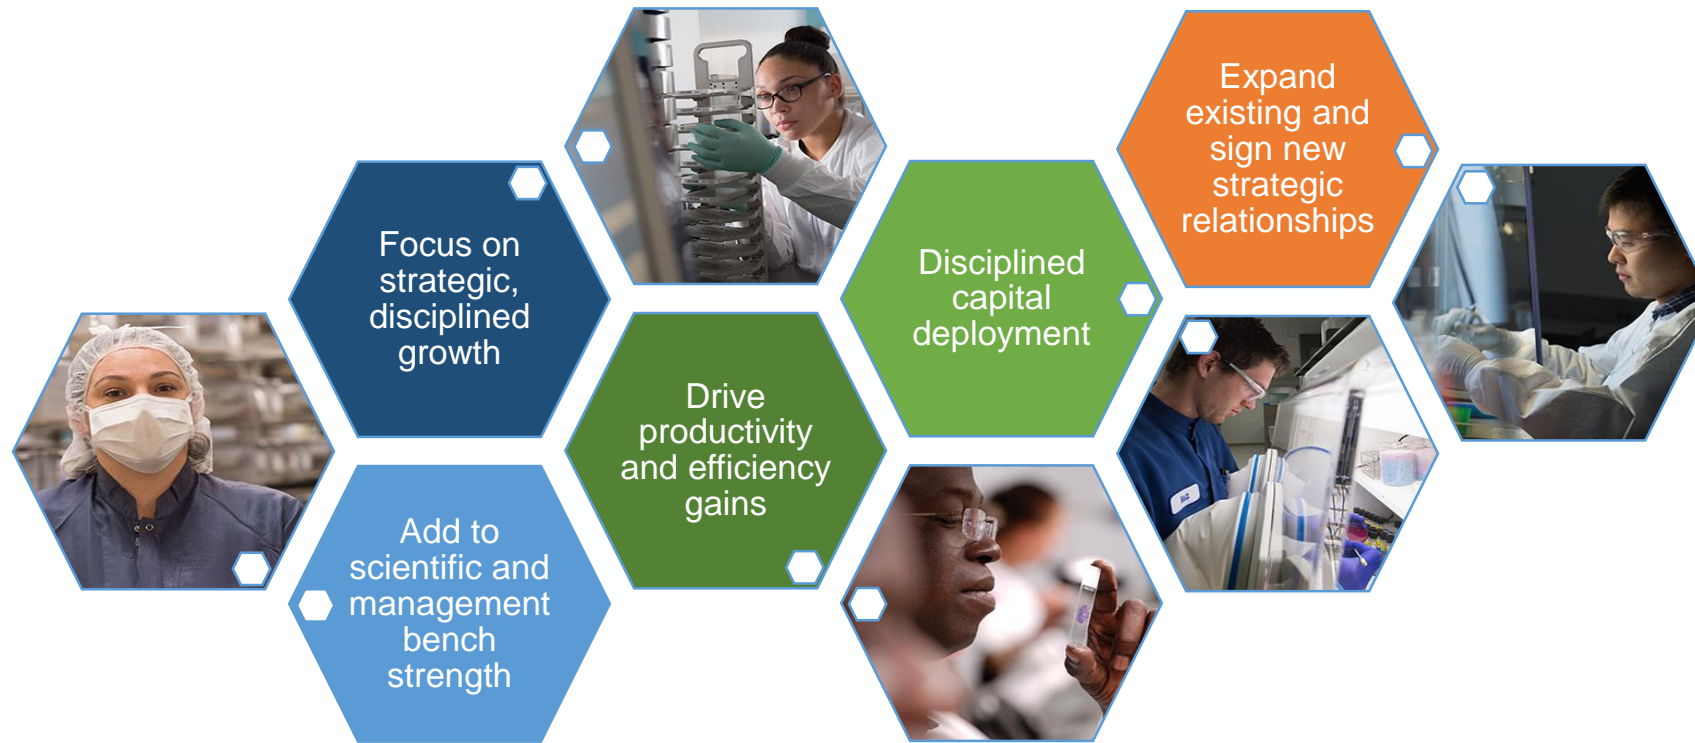 Focus on
strategic,
disciplined
growth
Add to
scientific and
management
bench
strength
Drive
productivity
and efficiency
gains
Disciplined
capital
deployment
Expand
existing and
sign new
strategic
relationships